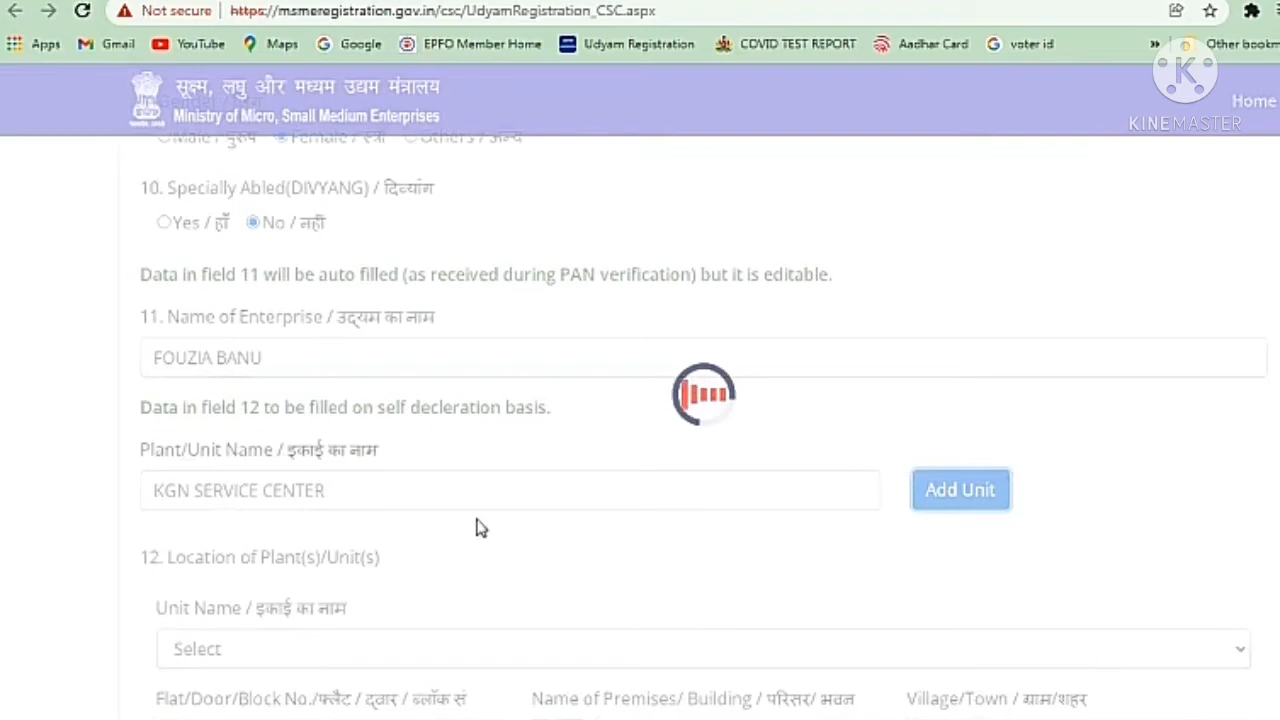 Not secure https://msmeregistration.gov.in/csc/UdyamRegistration_CSC.aspx
Apps Gmail YouTube Maps Google EPFO Member Home Udyam Registration COVID TEST REPORT Aadhar Card voter id » Other bookm
सूक्ष्म, लघु और मध्यम उद्यम मंत्रालय
Ministry of Micro, Small Medium Enterprises
Home
K
KINEMASTER
Gender / लिंग
Male / पुरुष Female / स्त्री Others / अन्य
10. Specially Abled(DIVYANG) / दिव्यांग
Yes / हाँ No / नहीं
Data in field 11 will be auto filled (as received during PAN verification) but it is editable.
11. Name of Enterprise / उद्यम का नाम
FOUZIA BANU
Data in field 12 to be filled on self decleration basis.
Plant/Unit Name / इकाई का नाम
KGN SERVICE CENTER Add Unit
12. Location of Plant(s)/Unit(s)
Unit Name / इकाई का नाम
Select
Flat/Door/Block No./फ्लैट / द्वार / ब्लॉक सं Name of Premises/ Building / परिसर/ भवन Village/Town / ग्राम/शहर